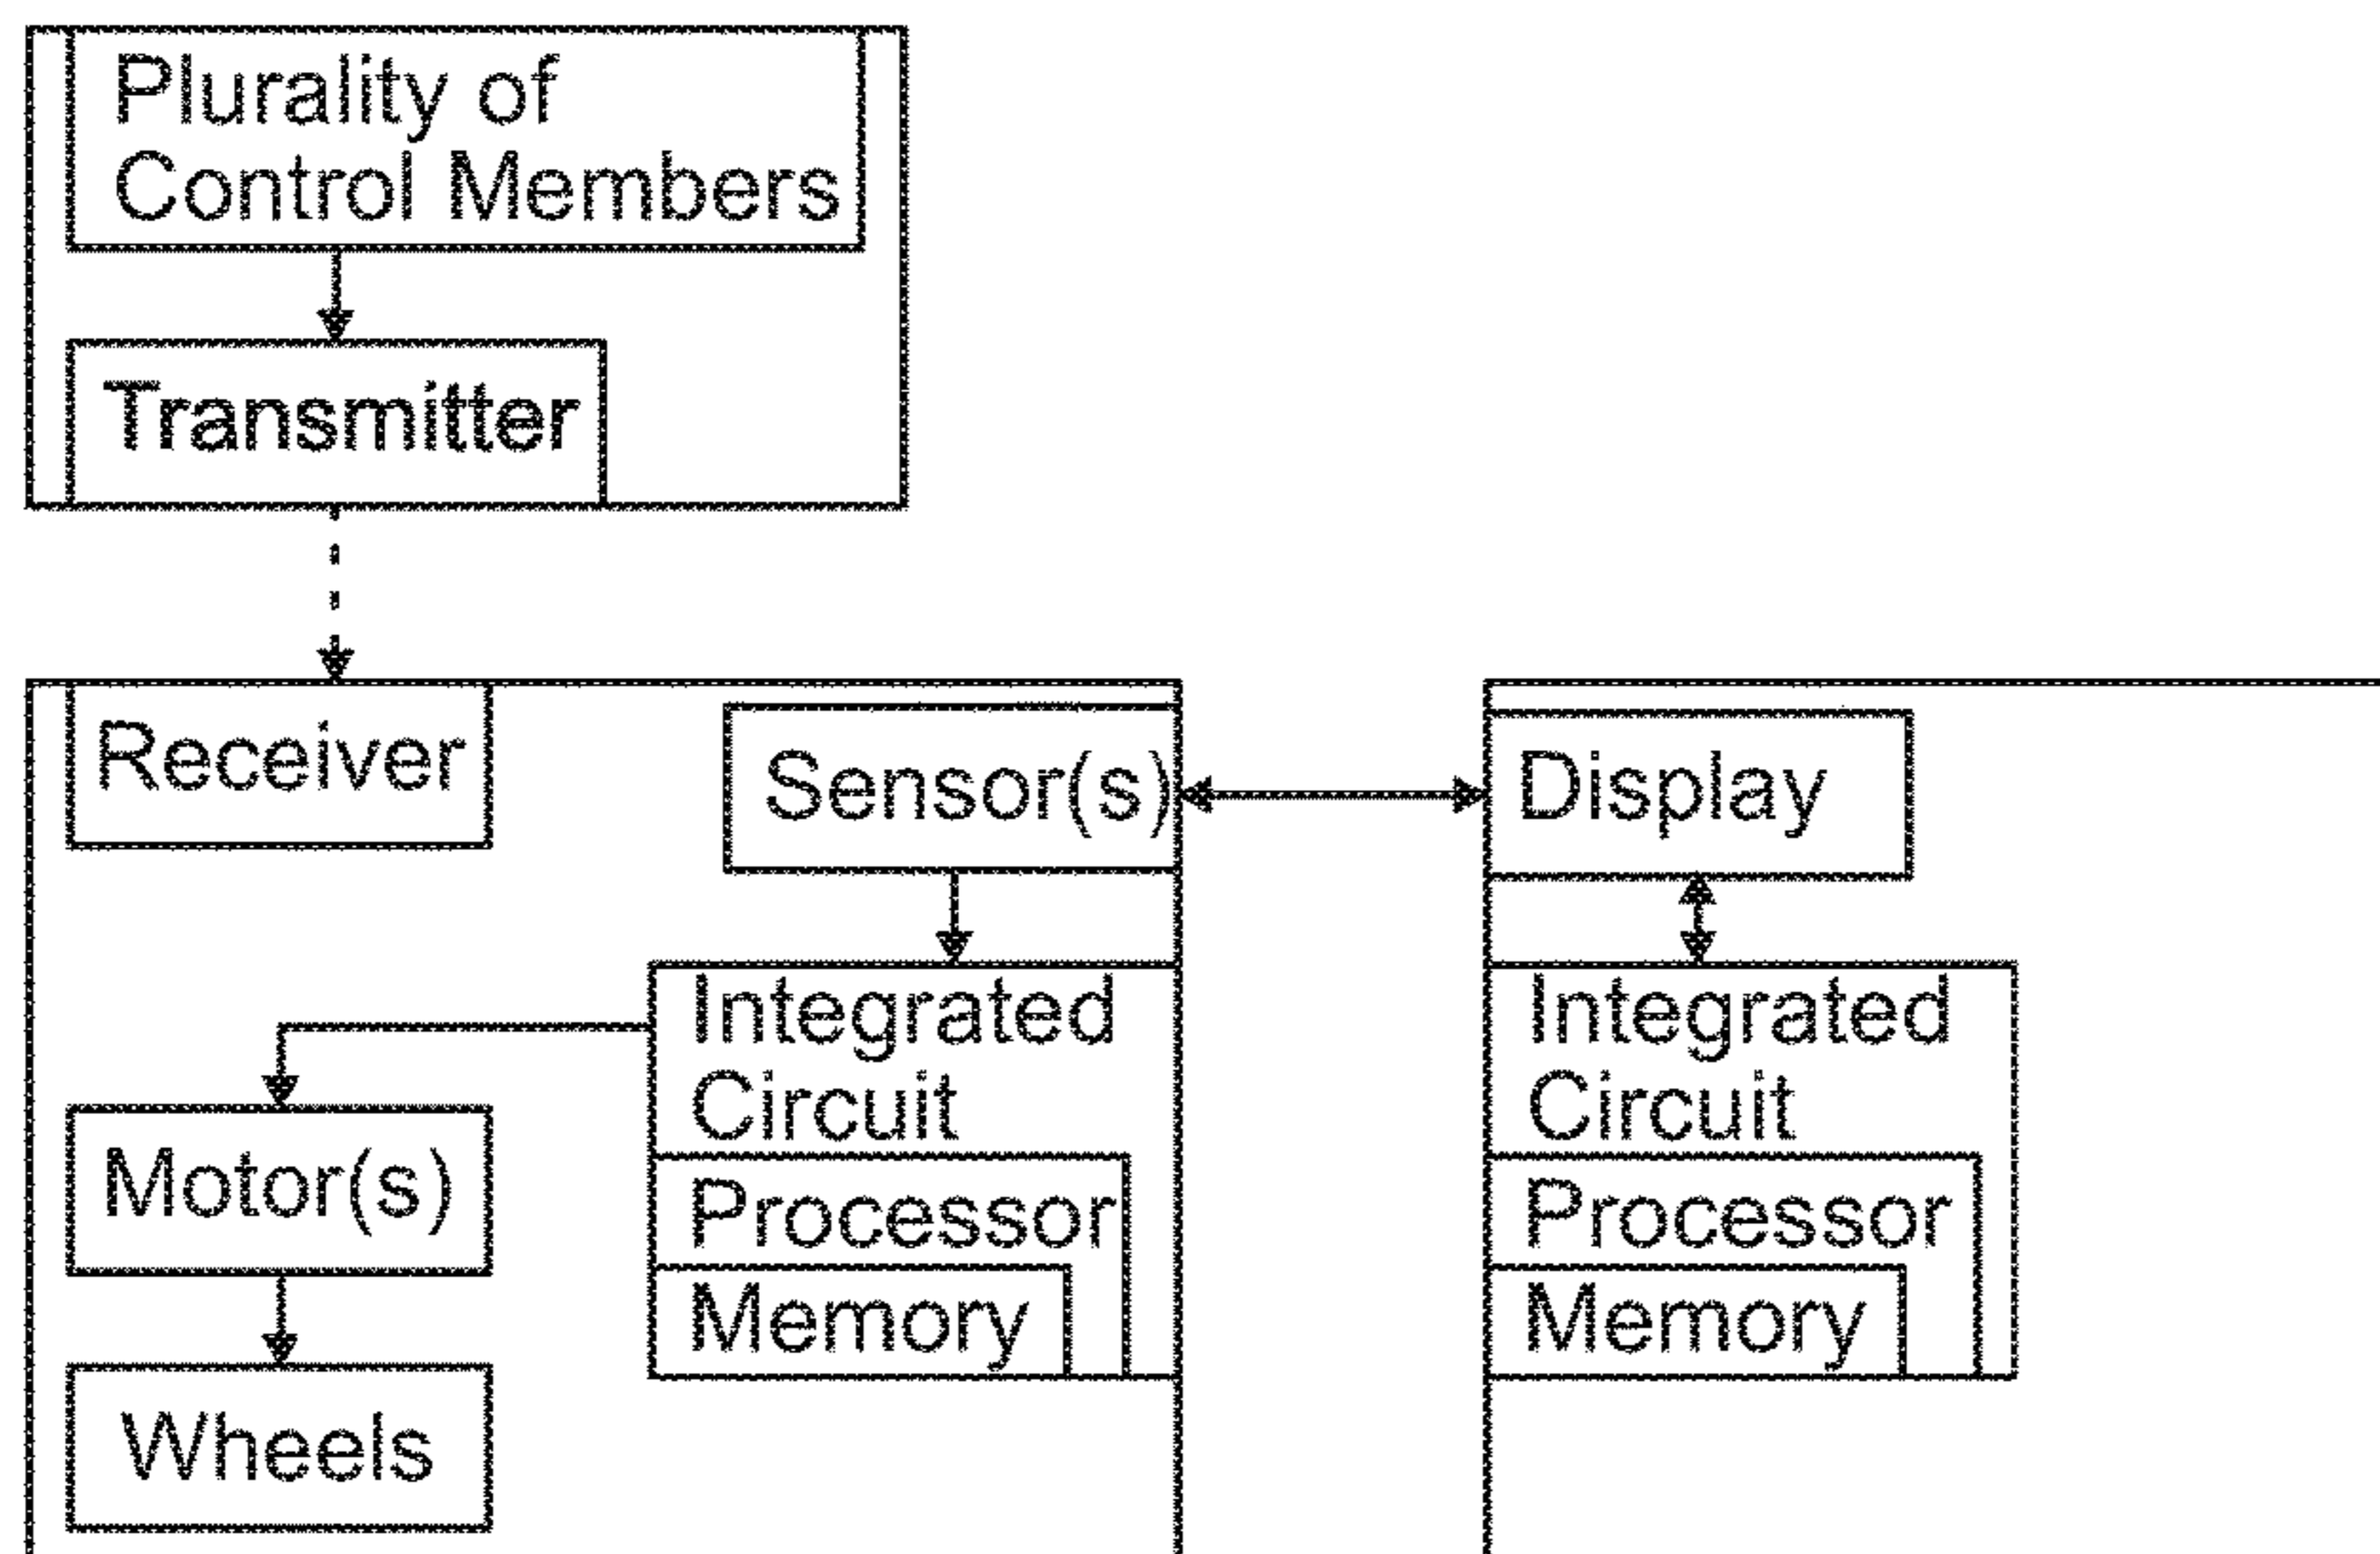 Plurality of
Control Members
Transmitter
Receiver
Sensor(s)
Display
Integrated
Circuit
Processor
Memory
Integrated
Circuit
Processor
Memory
Motor(s)
Wheels